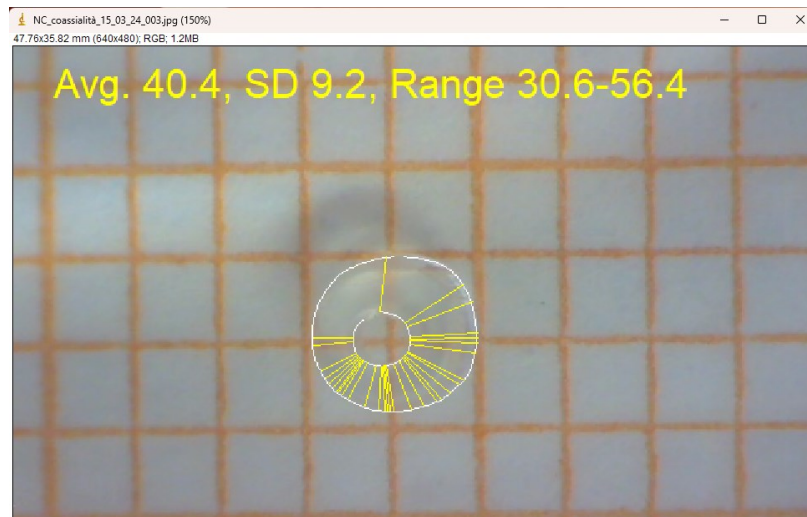 NC_coassialità_15_03_24_003.jpg (150%)
47.76x35.82 mm (640x480); RGB; 1.2MB
Avg. 40.4, SD 9.2, Range 30.6-56.4